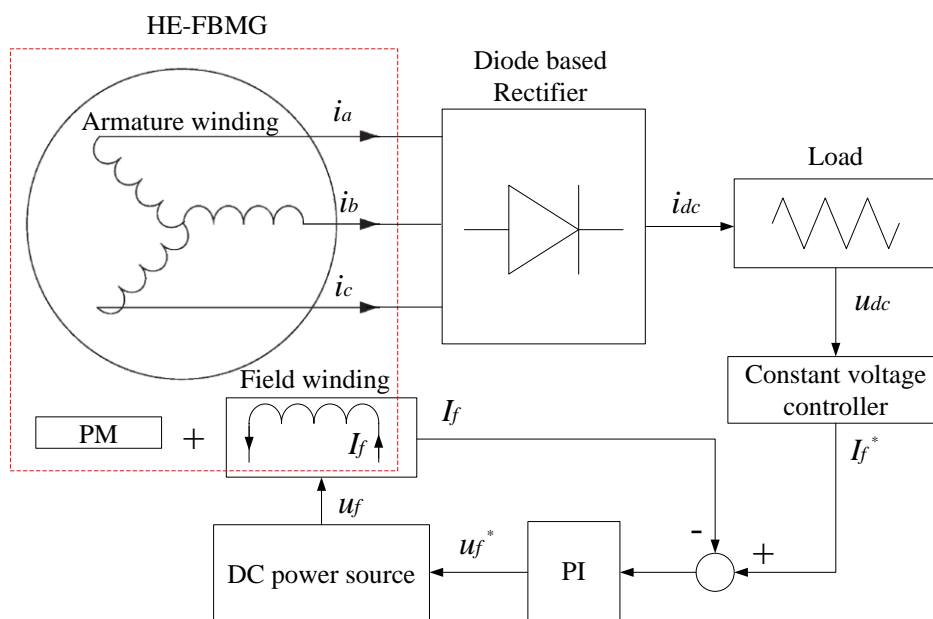 HE-FBMG
Diode based
Rectifier
Armature winding
ia
Load
ib
idc
ic
udc
Field winding
Constant voltage
controller
PM
+
If
If
If*
uf
uf*
-
+
DC power source
PI